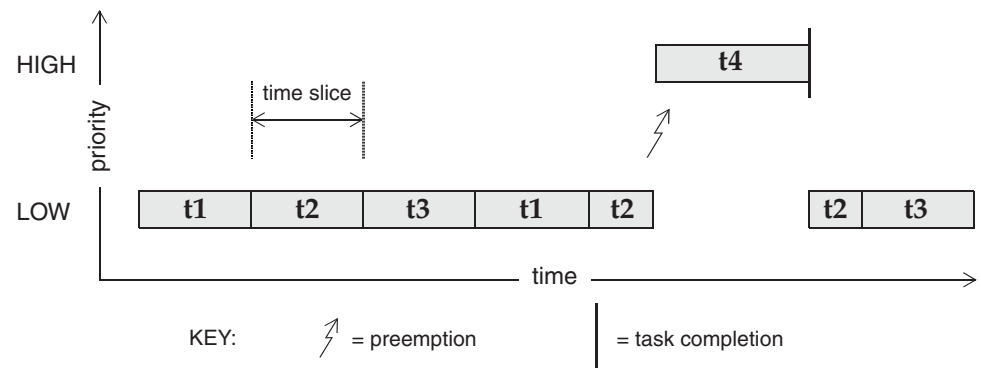 HIGH
t4
time slice
priority
LOW
t1 t2 t3 t1 t2 t2 t3
time
KEY: = preemption = task completion